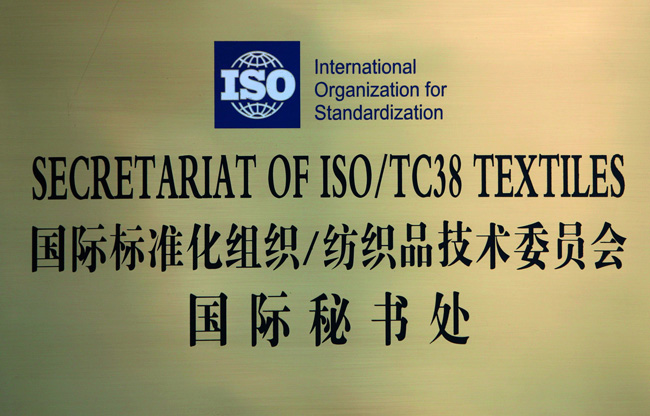 ISO
International
Organization for
Standardization
SECRETARIAT OF ISO/TC38 TEXTILES
国际标准化组织/纺织品技术委员会
国际秘书处